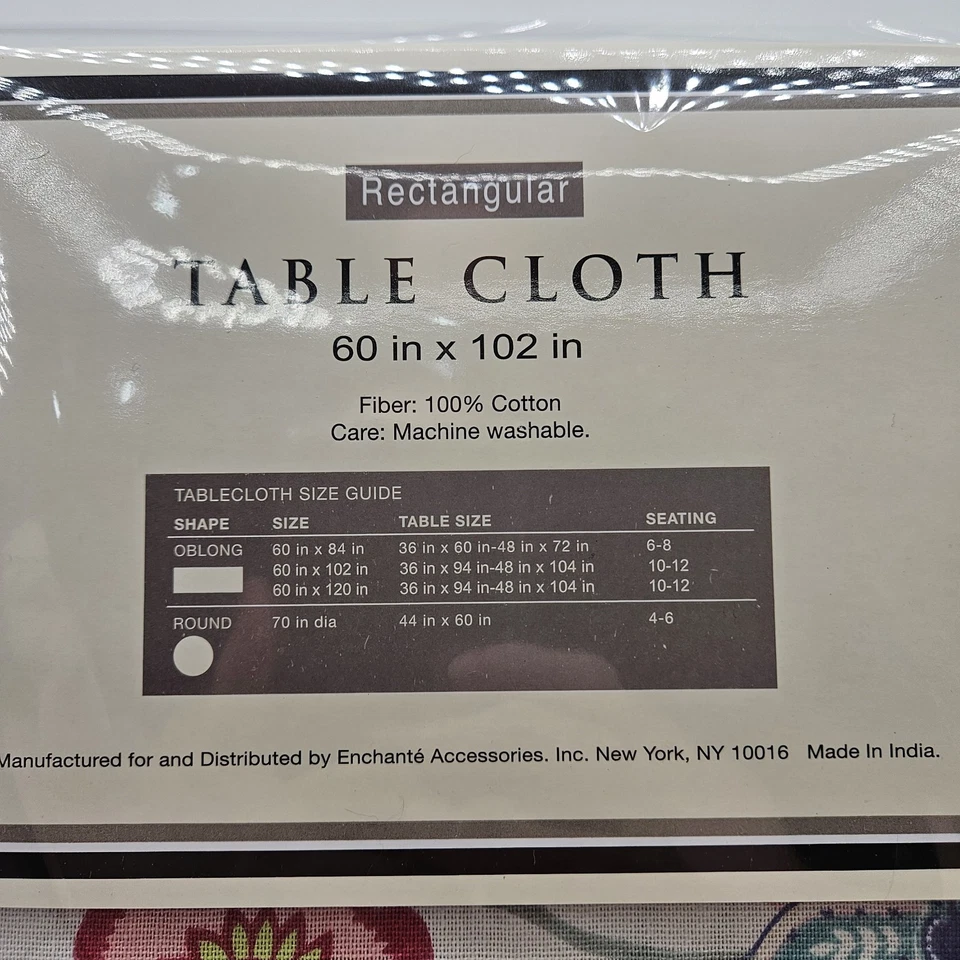 Rectangular
TABLE CLOTH
60 in x 102 in
Fiber: 100% Cotton
Care: Machine washable.
TABLECLOTH SIZE GUIDE
SHAPE SIZE TABLE SIZE SEATING
OBLONG 60 in x 84 in 36 in x 60 in-48 in x 72 in 6-8
60 in x 102 in 36 in x 94 in-48 in x 104 in 10-12
60 in x 120 in 36 in x 94 in-48 in x 104 in 10-12
ROUND 70 in dia 44 in x 60 in 4-6
Manufactured for and Distributed by Enchanté Accessories. Inc. New York, NY 10016 Made In India.